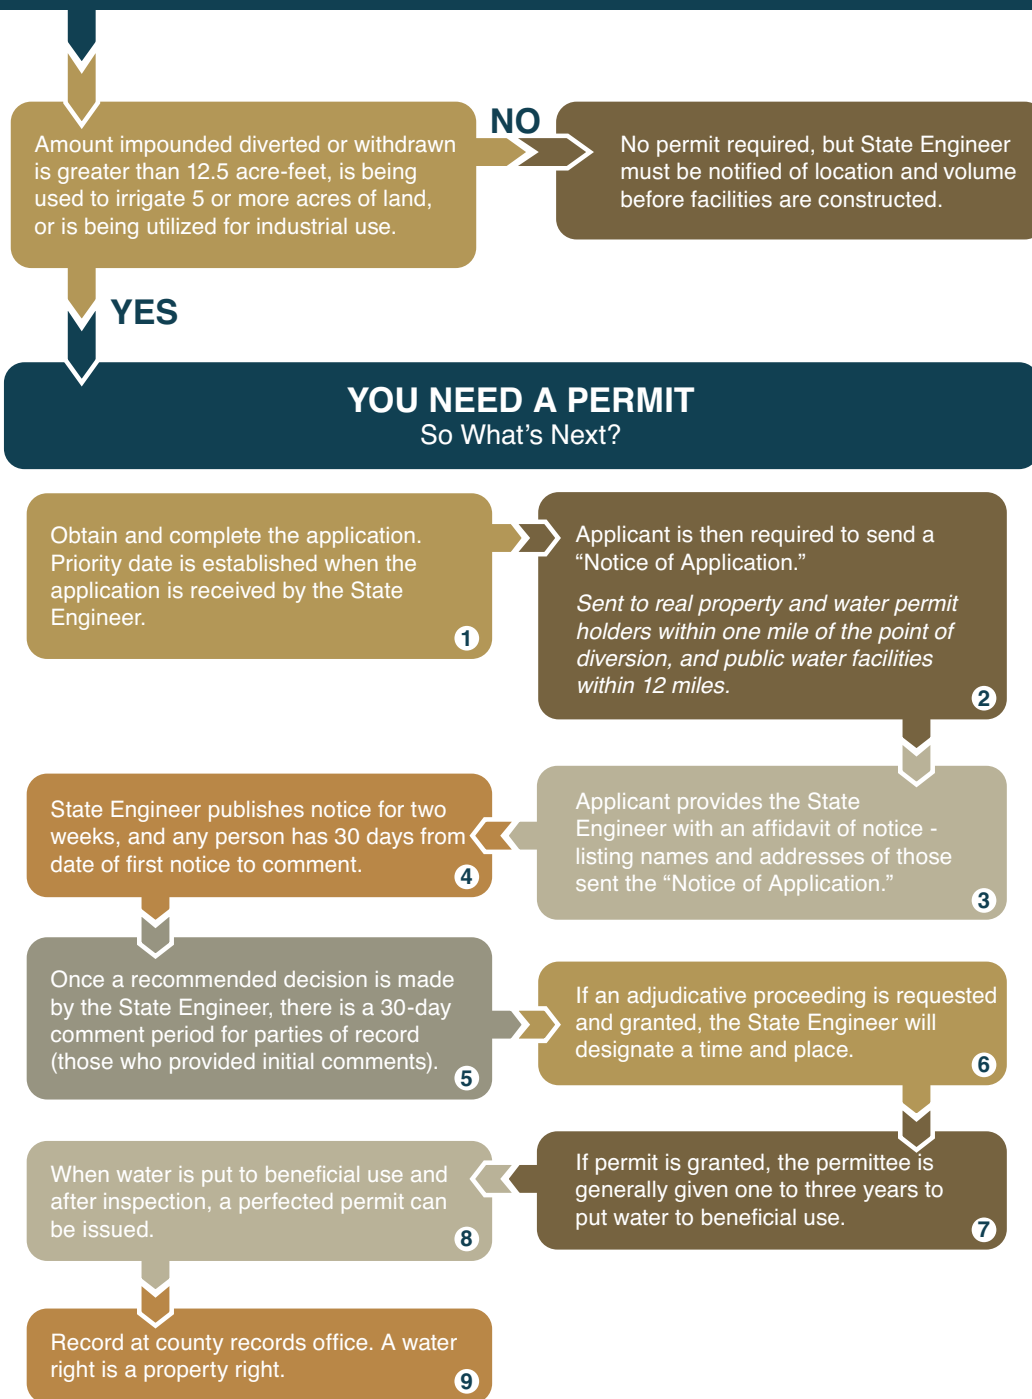 Amount impounded diverted or withdrawn
is greater than 12.5 acre-feet, is being
used to irrigate 5 or more acres of land,
or is being utilized for industrial use.
NO
No permit required, but State Engineer
must be notified of location and volume
before facilities are constructed.
YES
YOU NEED A PERMIT
So What's Next?
Obtain and complete the application.
Priority date is established when the
application is received by the State
Engineer.
1
Applicant is then required to send a
“Notice of Application.”
Sent to real property and water permit
holders within one mile of the point of
diversion, and public water facilities
within 12 miles.
2
Applicant provides the State
Engineer with an affidavit of notice -
listing names and addresses of those
sent the “Notice of Application.”
3
State Engineer publishes notice for two
weeks, and any person has 30 days from
date of first notice to comment.
4
Once a recommended decision is made
by the State Engineer, there is a 30-day
comment period for parties of record
(those who provided initial comments).
5
If an adjudicative proceeding is requested
and granted, the State Engineer will
designate a time and place.
6
If permit is granted, the permittee is
generally given one to three years to
put water to beneficial use.
7
When water is put to beneficial use and
after inspection, a perfected permit can
be issued.
8
Record at county records office. A water
right is a property right.
9